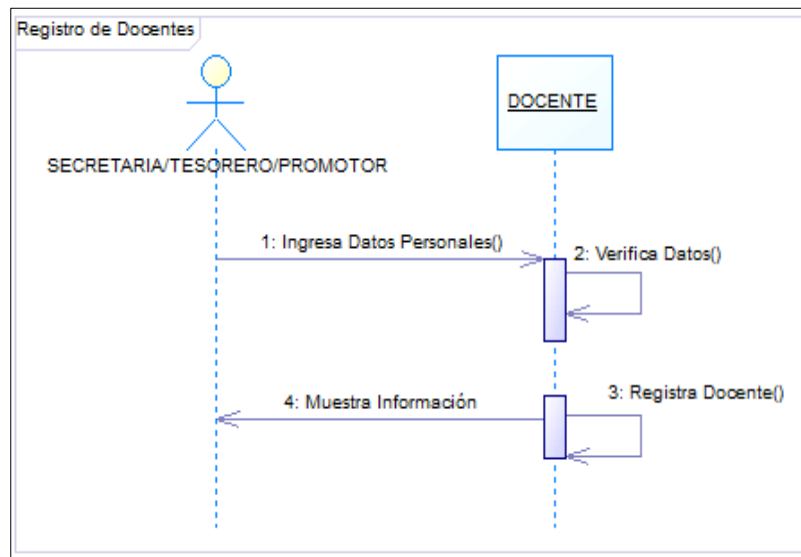 Registro de Docentes
DOCENTE
SECRETARIA/TESORERO/PROMOTOR
1: Ingresa Datos Personales()
2: Verifica Datos()
3: Registra Docente()
4: Muestra Información